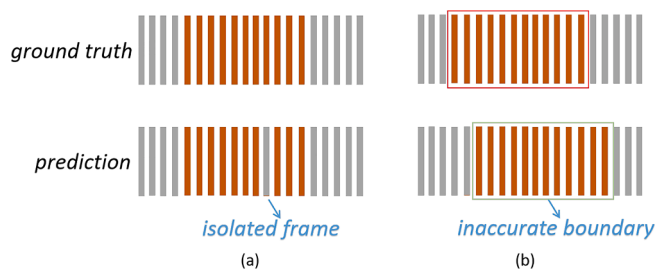 ground truth
prediction
isolated frame
inaccurate boundary
(a)
(b)